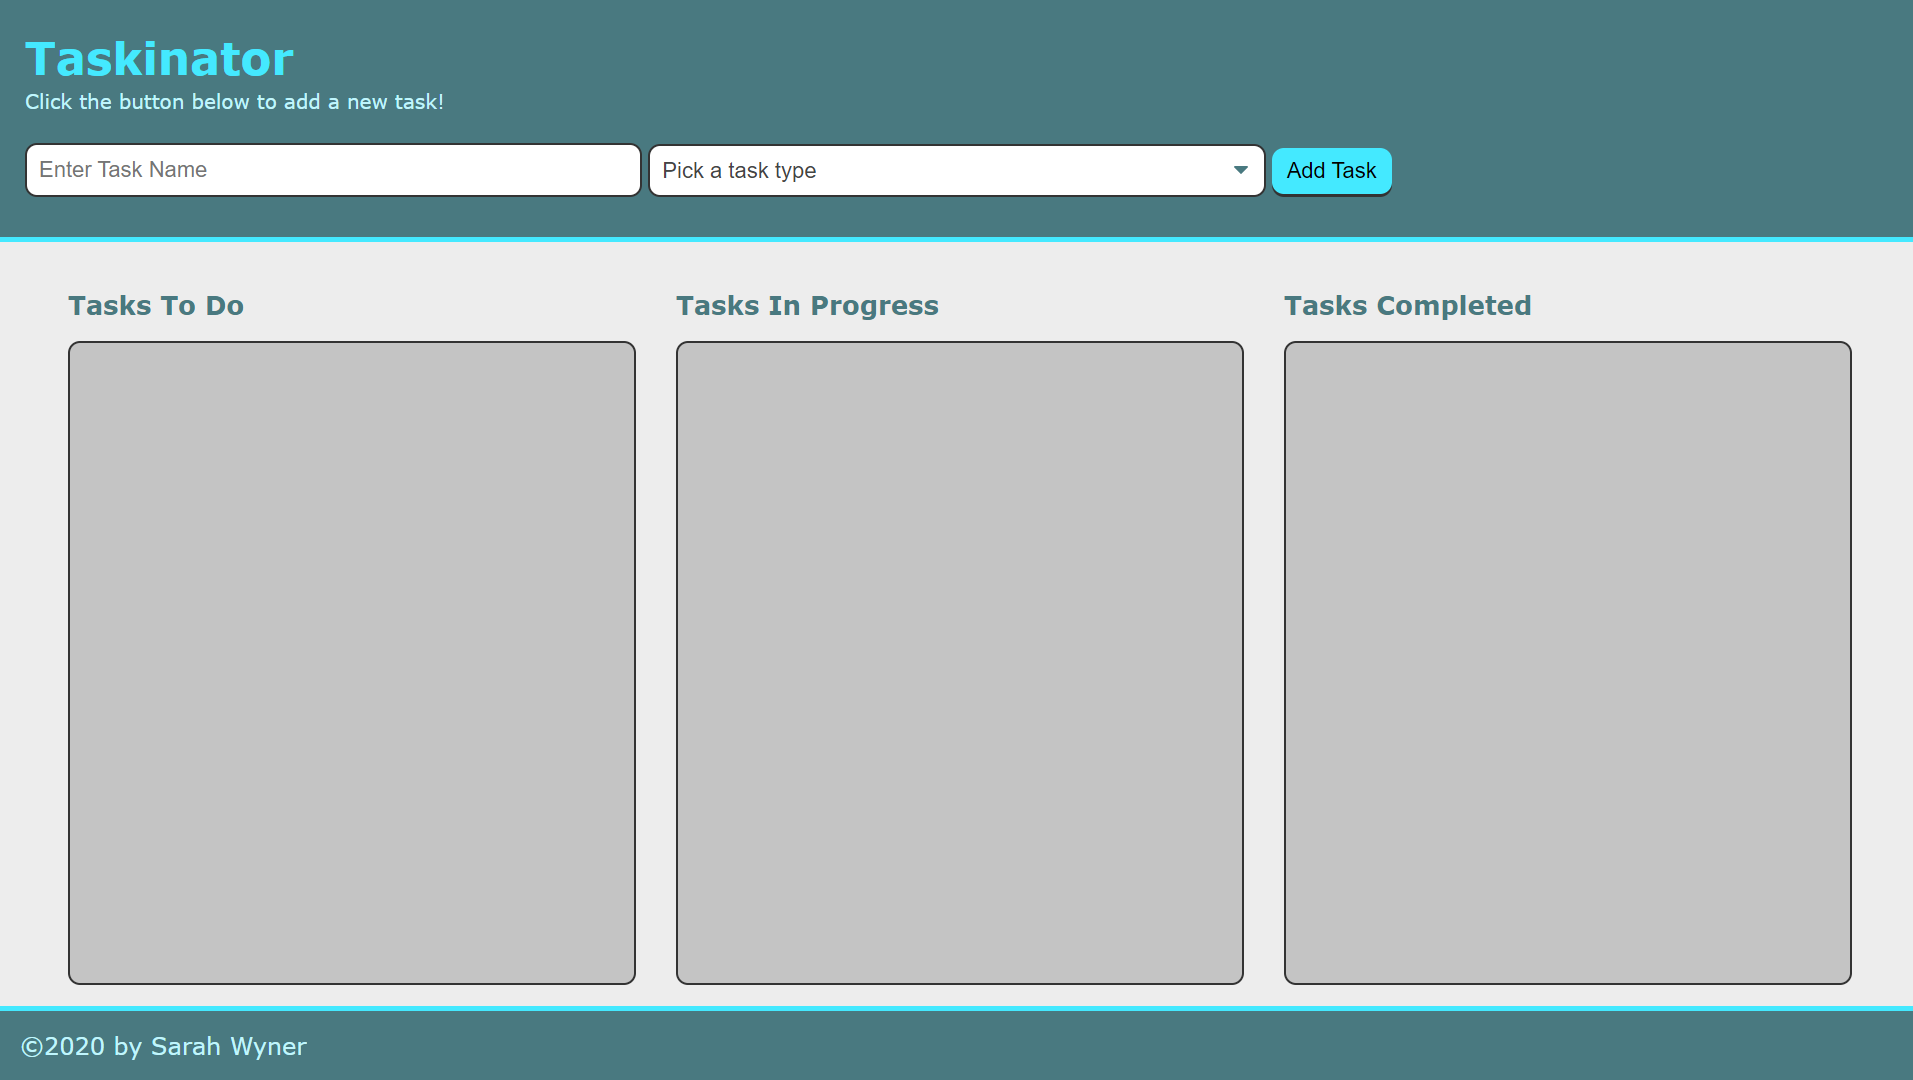 Taskinator
Click the button below to add a new task!
Enter Task Name Pick a task type Add Task
Tasks To Do Tasks In Progress Tasks Completed
©2020 by Sarah Wyner